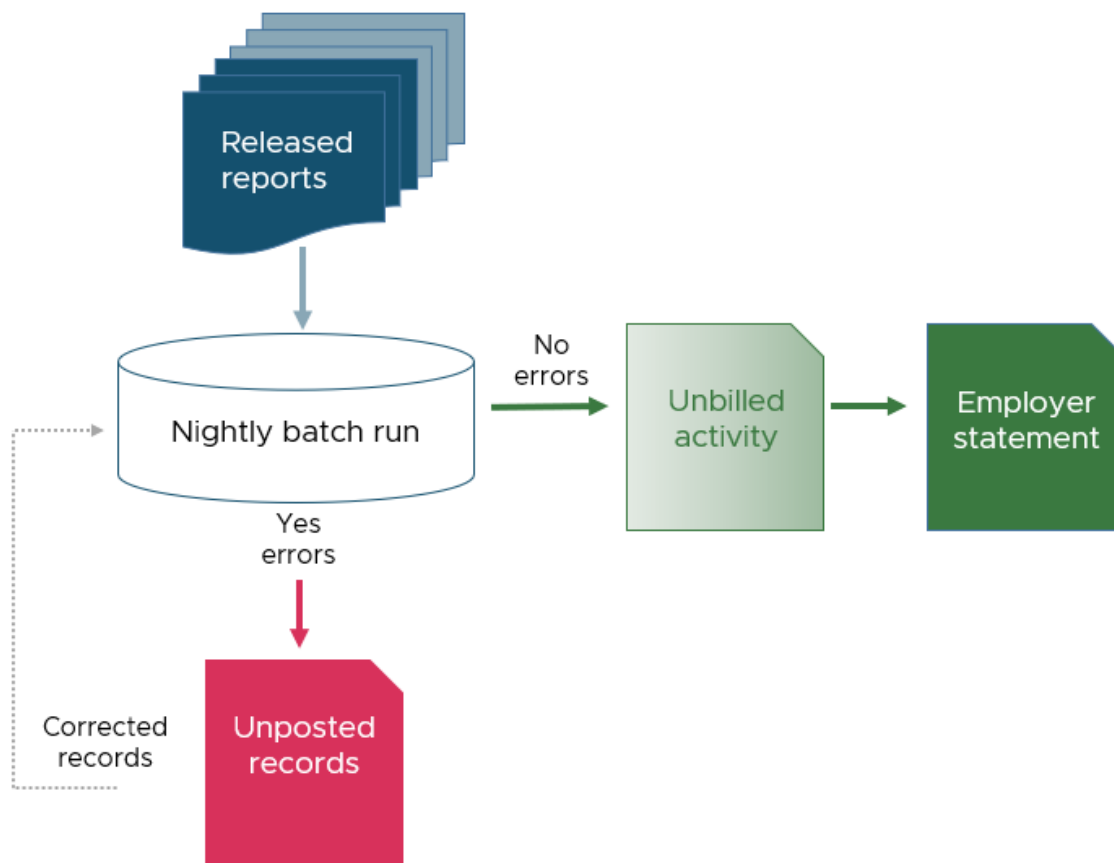 Released
reports
No
errors
Nightly batch run
Unbilled
activity
Employer
statement
Yes
errors
Corrected
records
Unposted
records